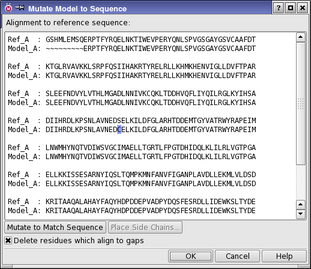 Mutate Model to Sequence
Alignment to reference sequence:
Ref_A : GSHMLEMSQERPTFYRQELNKTIWEVPERYQNLSPVGSGAYGSVCAAFDT
Model_A: ~~~~~~~~~ERPTFYRQELNKTIWEVPERYQNLSPVGSGAYGSVCAAFDT
Ref_A : KTGLRVAVKKLSRPFQSIIHAKRTYRELRLLKHMKHENVIGLLDVFTPAR
Model_A: KTGLRVAVKKLSRPFQSIIHAKRTYRELRLLKHMKHENVIGLLDVFTPAR
Ref_A : SLEEFNDVYLVTHLMGADLNNIVKCQKLTDDHVQFLIYQILRGLKYIHSA
Model_A: SLEEFNDVYLVTHLMGADLNNIVKCQKLTDDHVQFLIYQILRGLKYIHSA
Ref_A : DIIHRDLKPSNLAVNEDSELKILDFGLARHTDDEMTGYVATRWYRAPEIM
Model_A: DIIHRDLKPSNLAVNEDCELKILDFGLARHTDDEMTGYVATRWYRAPEIM
Ref_A : LNWMHYNQTVDIWSVGCIMAELLTGRTLFPGTDHIDQLKLILRLVGTPGA
Model_A: LNWMHYNQTVDIWSVGCIMAELLTGRTLFPGTDHIDQLKLILRLVGTPGA
Ref_A : ELLKKISSESARNYIQSLTQMPKMNFANVFIGANPLAVDLLEKMLVLDSD
Model_A: ELLKKISSESARNYIQSLTQMPKMNFANVFIGANPLAVDLLEKMLVLDSD
Ref_A : KRITAAQALAHAYFAQYHDPDDEPVADPYDQSFESRDLLIDEWKSLTYDE
Model_A: KRITAAQALAHAYFAQYHDPDDEPVADPYDQSFESRDLLIDEWKSLTYDE
Mutate to Match Sequence
Place Side Chains...
Delete residues which align to gaps
OK
Cancel
Help